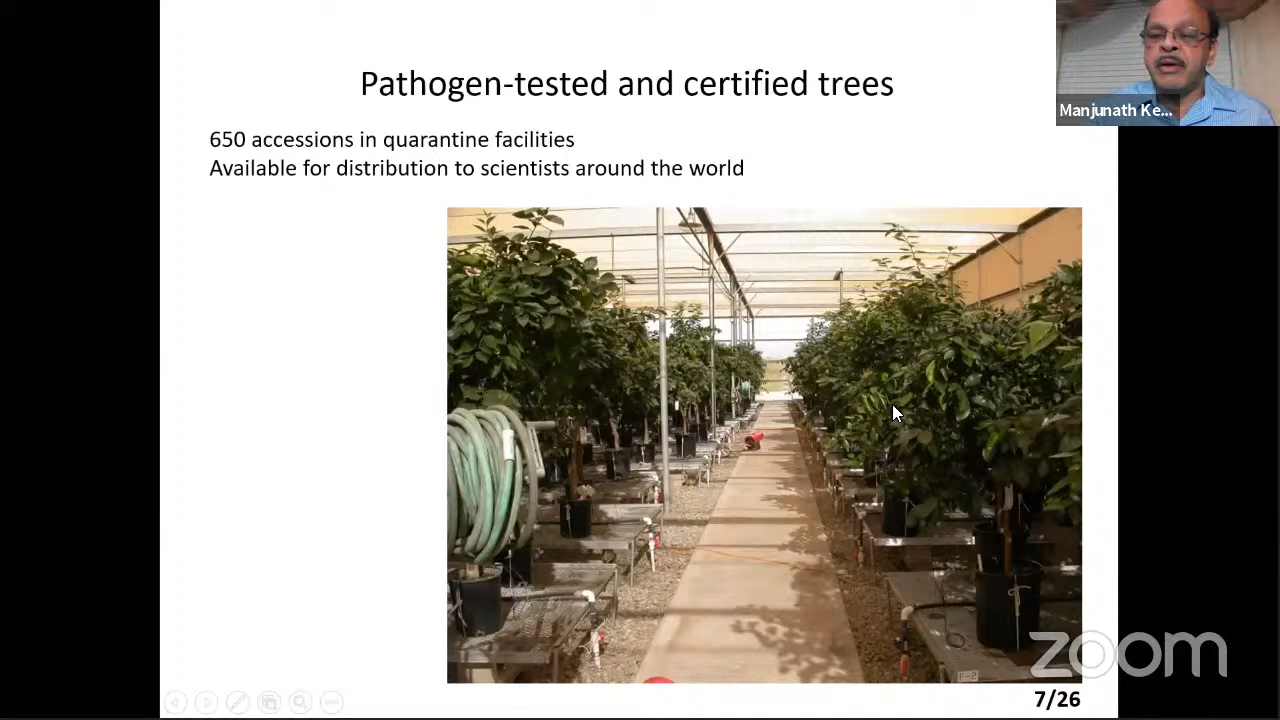 Pathogen-tested and certified trees
Manjunath Ke...
650 accessions in quarantine facilities
Available for distribution to scientists around the world
F-2
zoom
7/26